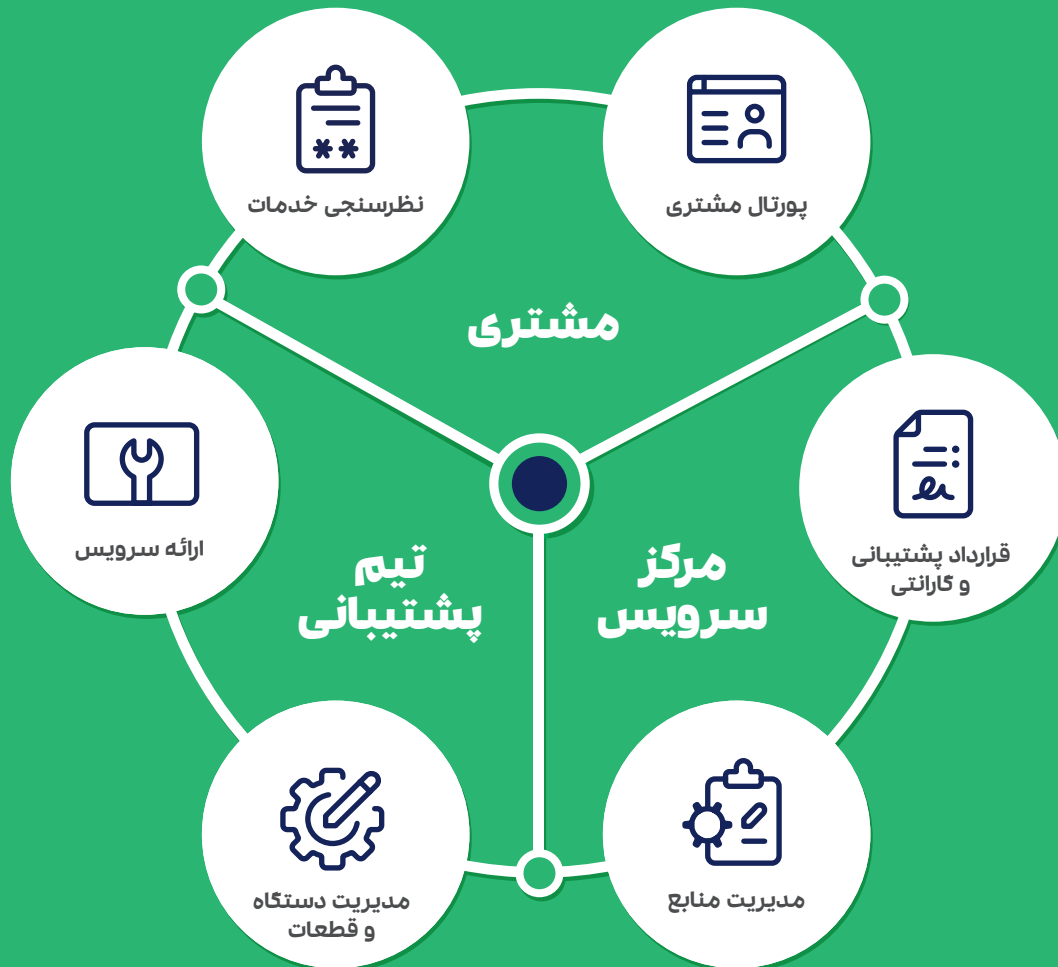 پورتال مشتری
نظرسنجی خدمات
مشتری
قرارداد پشتیبانی
و گارانتی
ارائه سرویس
مرکز
سرویس
تیم
پشتیبانی
مدیریت منابع
مدیریت دستگاه
و قطعات